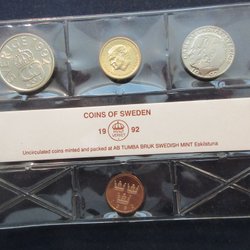 COINS OF SWEDEN
19 92
Uncirculated coins minted and packed at AB TUMBA BRUK SWEDISH MINT Eskilstuna